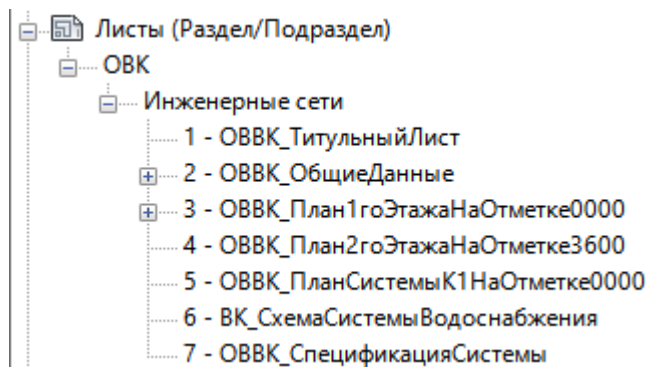 Листы (Раздел/Подраздел)
ОВК
Инженерные сети
1 - ОВВК_ТитульныйЛист
2 - ОВВК_ОбщиеДанные
3 - ОВВК_План1гоЭтажаНаОтметке0000
4 - ОВВК_План2гоЭтажаНаОтметке3600
5 - ОВВК_ПланСистемыК1НаОтметке0000
6 - ВК_СхемаСистемыВодоснабжения
7 - ОВВК_СпецификацияСистемы